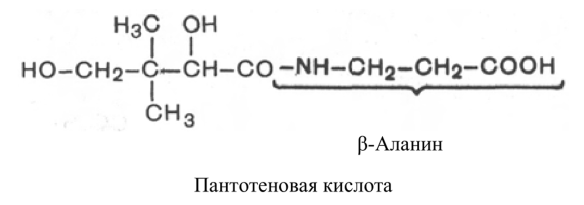 H₃C OH
HO–CH₂–C–CH–CO–NH–CH₂–CH₂–COOH
CH₃
β-Аланин
Пантотеновая кислота